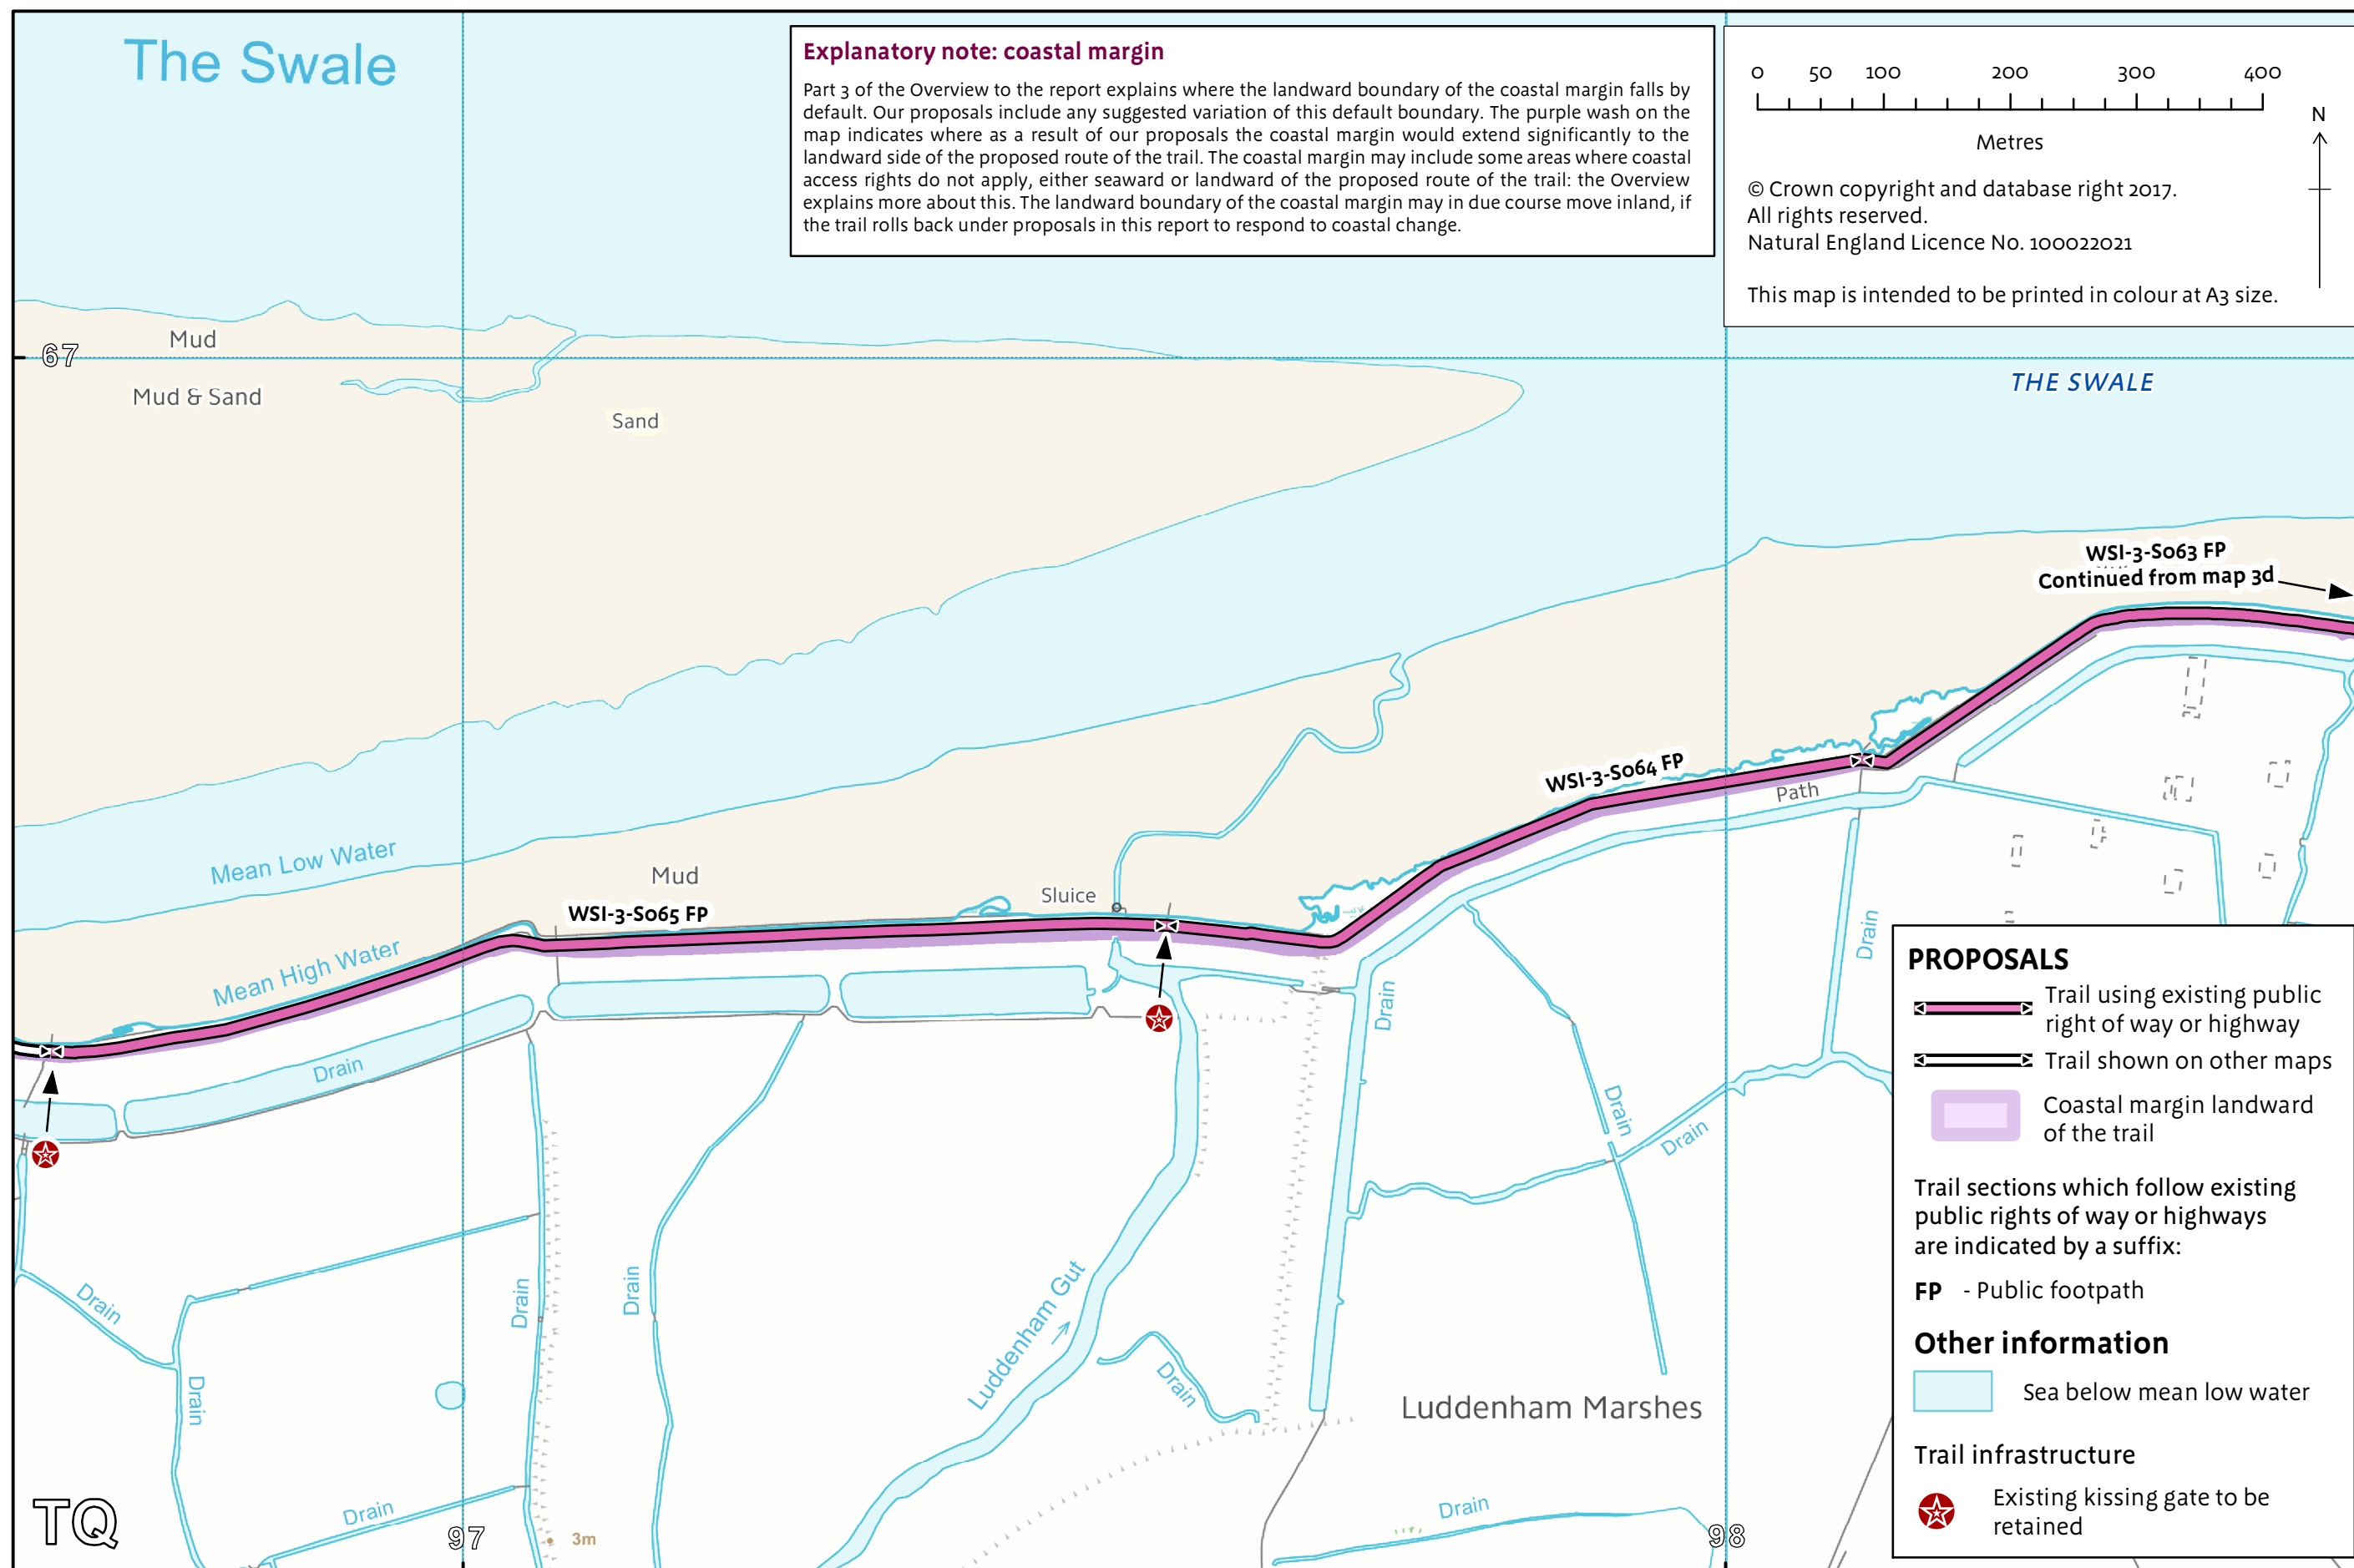 The Swale
Explanatory note: coastal margin
Part 3 of the Overview to the report explains where the landward boundary of the coastal margin falls by
default. Our proposals include any suggested variation of this default boundary. The purple wash on the
map indicates where as a result of our proposals the coastal margin would extend significantly to the
landward side of the proposed route of the trail. The coastal margin may include some areas where coastal
access rights do not apply, either seaward or landward of the proposed route of the trail: the Overview
explains more about this. The landward boundary of the coastal margin may in due course move inland, if
the trail rolls back under proposals in this report to respond to coastal change.
0 50 100 200 300 400
Metres
N
© Crown copyright and database right 2017.
All rights reserved.
Natural England Licence No. 100022021
This map is intended to be printed in colour at A3 size.
Mud
67
Mud & Sand
Sand
THE SWALE
WSI-3-S063 FP
Continued from map 3d
WSI-3-S064 FP
Path
Mean Low Water
Mud
Sluice
WSI-3-S065 FP
Mean High Water
Drain
Drain
Drain
Drain
Drain
Drain
Drain
Drain
Drain
Luddenham Gut
Drain
Drain
Luddenham Marshes
Drain
Drain
3m
TQ
97
98
PROPOSALS
Trail using existing public
right of way or highway
Trail shown on other maps
Coastal margin landward
of the trail
Trail sections which follow existing
public rights of way or highways
are indicated by a suffix:
FP - Public footpath
Other information
Sea below mean low water
Trail infrastructure
Existing kissing gate to be
retained